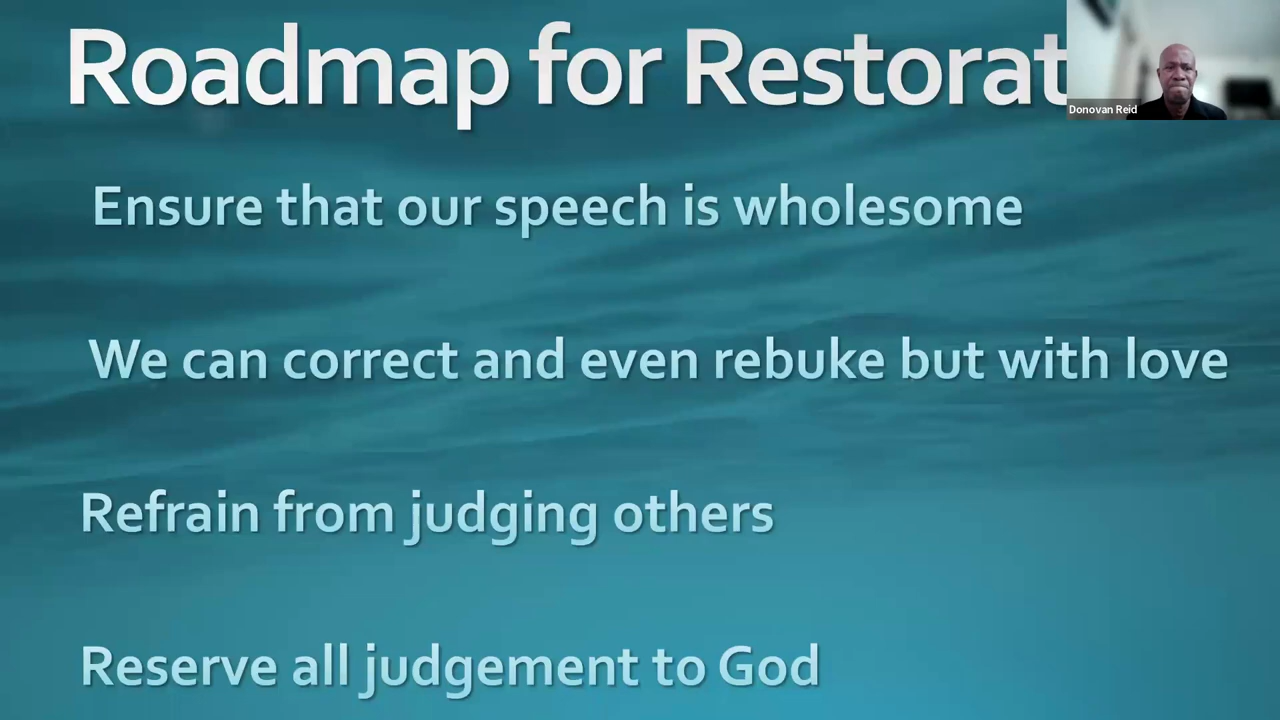 Roadmap for Restorat
Donovan Reid
Ensure that our speech is wholesome
We can correct and even rebuke but with love
Refrain from judging others
Reserve all judgement to God